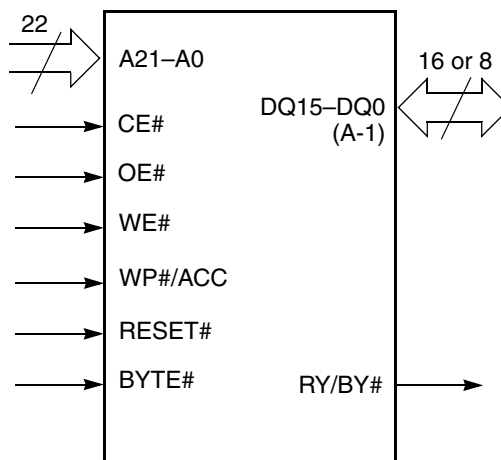 22
16 or 8
A21–A0
DQ15–DQ0
(A-1)
CE#
OE#
WE#
WP#/ACC
RESET#
BYTE#
RY/BY#